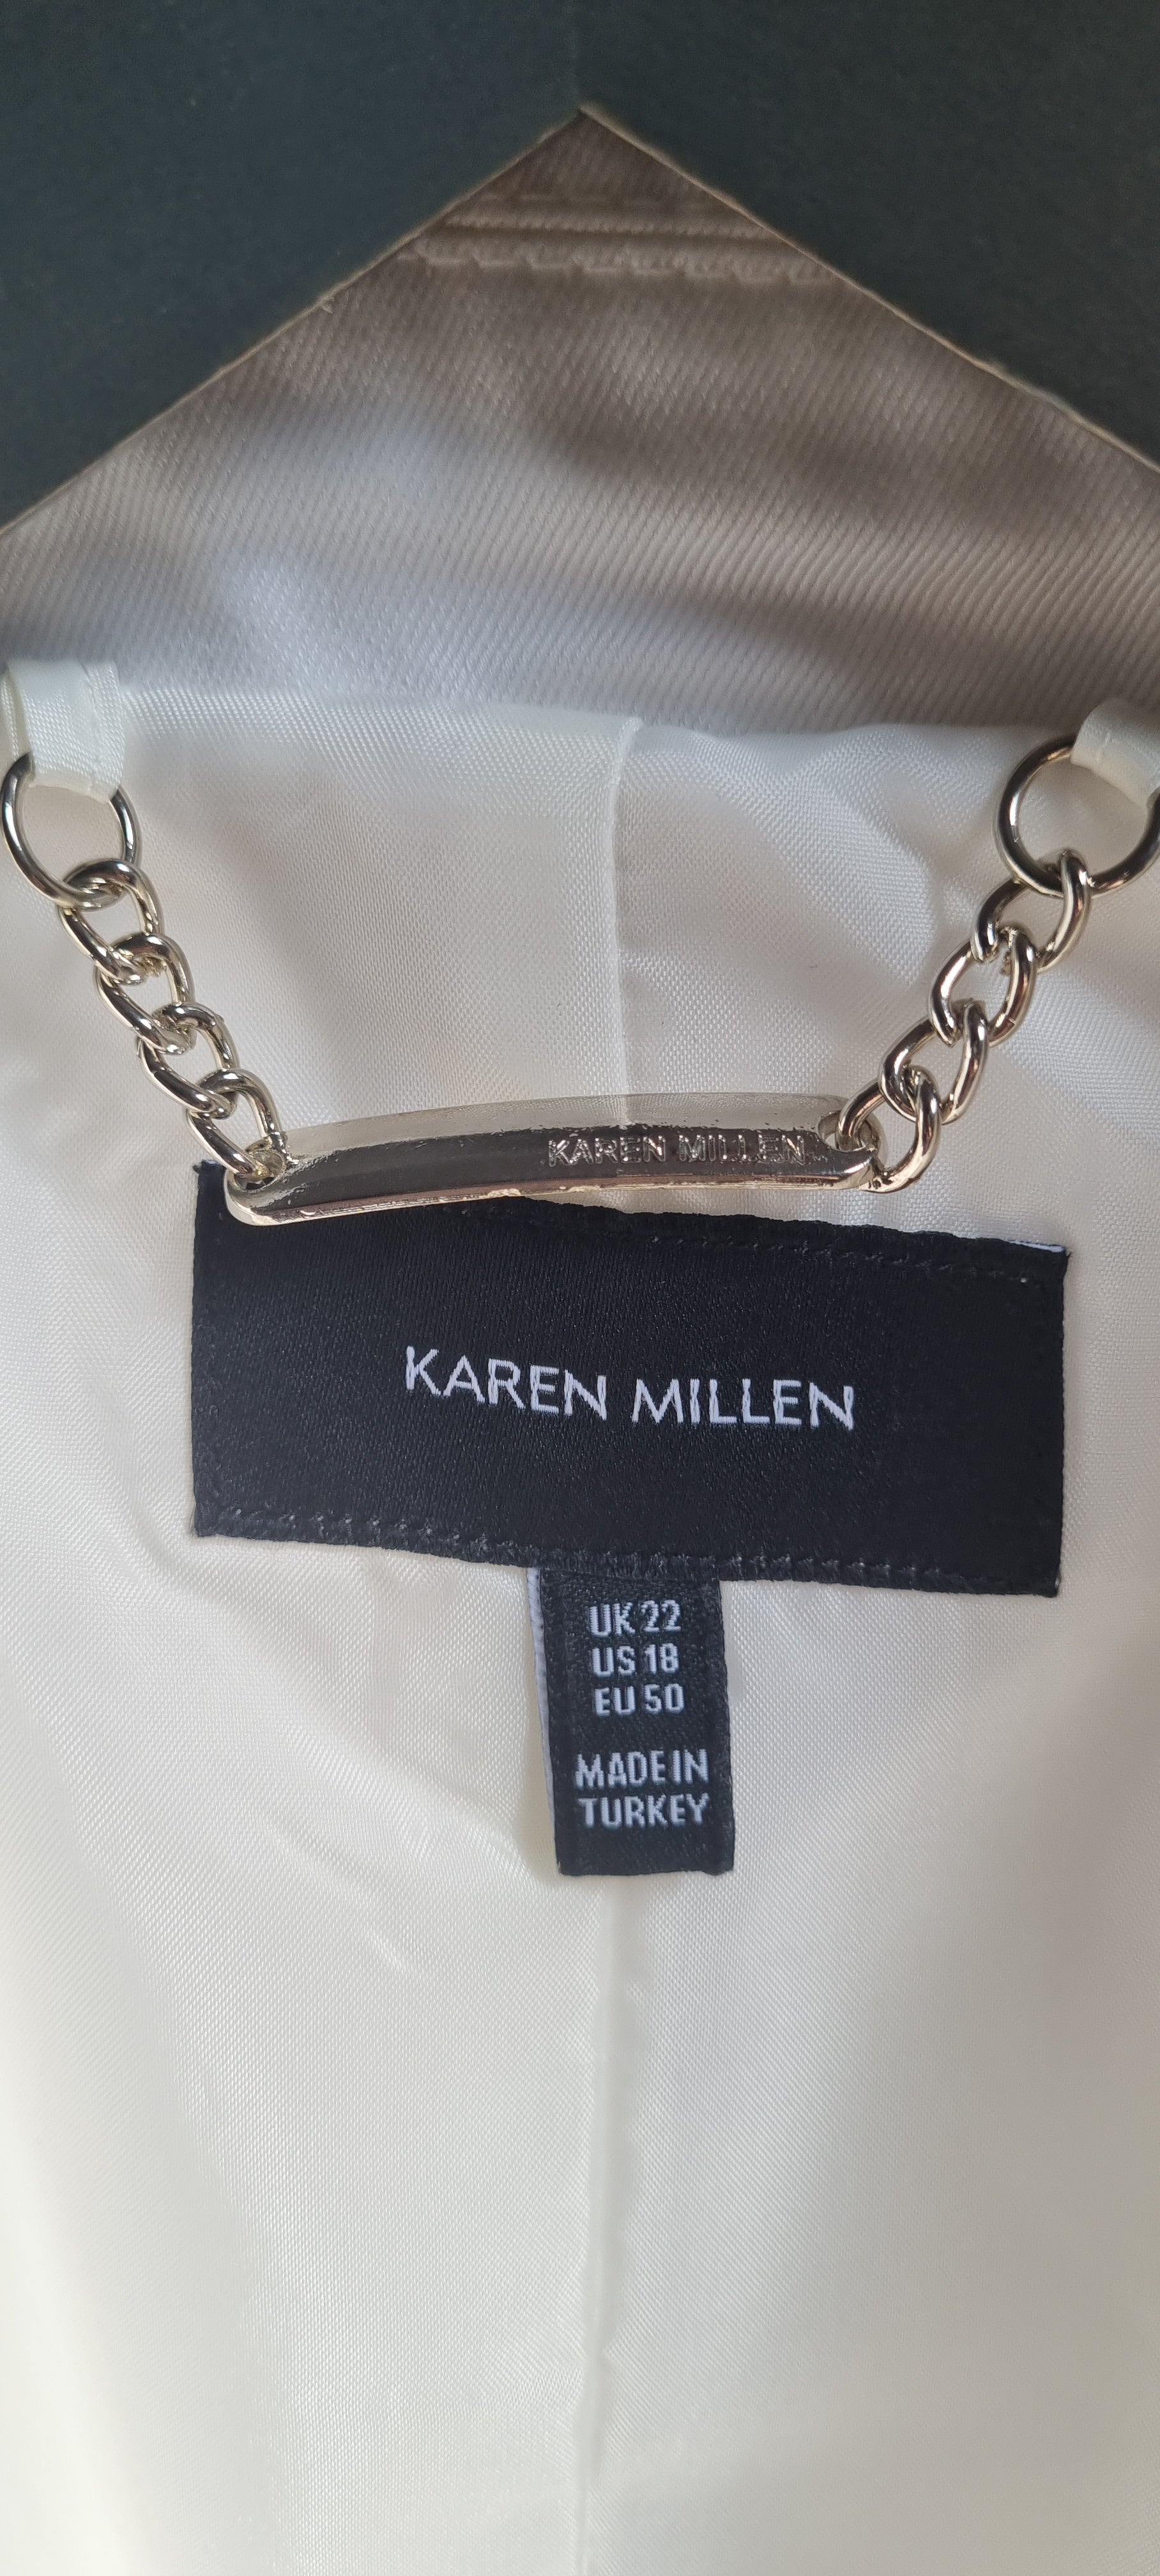 KAREN MILLEN
KAREN MILLEN
UK 22
US 18
EU 50
MADE IN
TURKEY